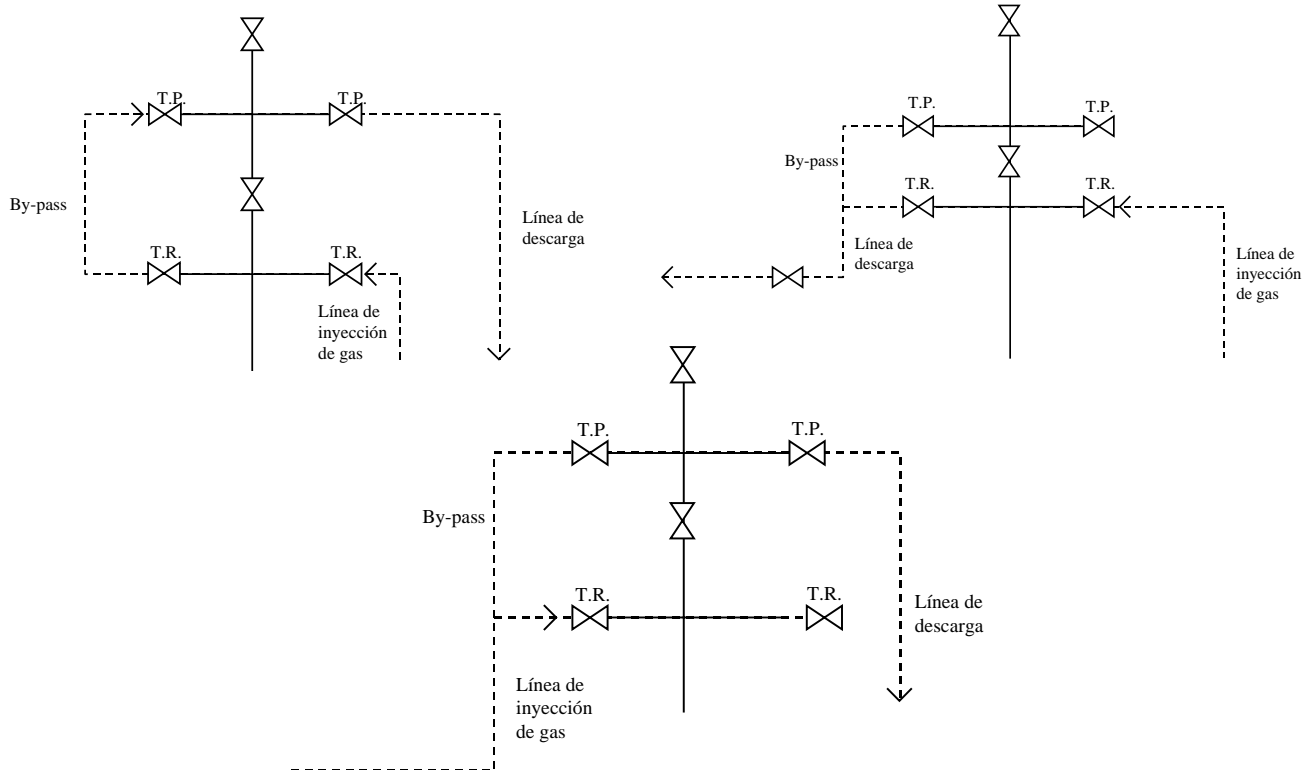 T.P.
T.P.
By-pass
Línea de
descarga
T.R.
T.R.
Línea de
inyección
de gas
T.P.
T.P.
By-pass
T.R.
T.R.
Línea de
descarga
Línea de
inyección
de gas
T.P.
T.P.
By-pass
T.R.
T.R.
Línea de
descarga
Línea de
inyección
de gas